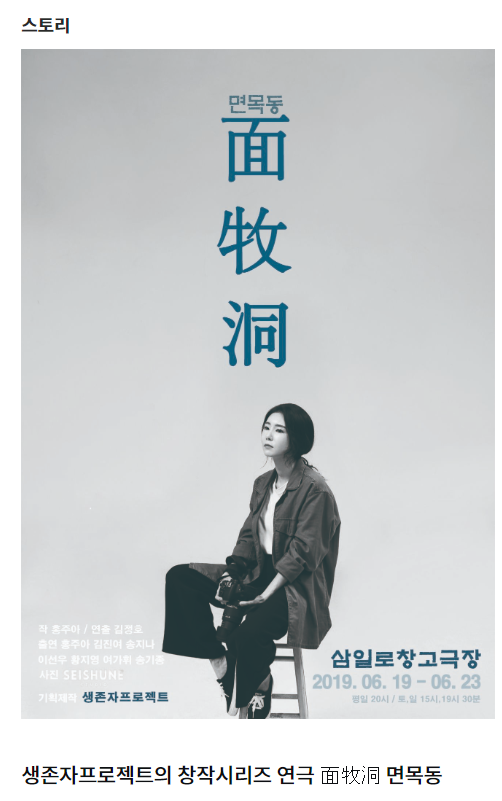 스토리
면목동
面
牧
洞
작 홍주아 / 연출 김정호
출연 홍주아 김진아 송치나
이선우 황지영 이가휘 송기훈
사진 SEISHUNE
기획제작 생존자프로젝트
삼일로창고극장
2019. 06. 19 - 06. 23
평일 20시 / 토,일 15시,19시 30분
생존자프로젝트의 창작시리즈 연극 面牧洞 면목동